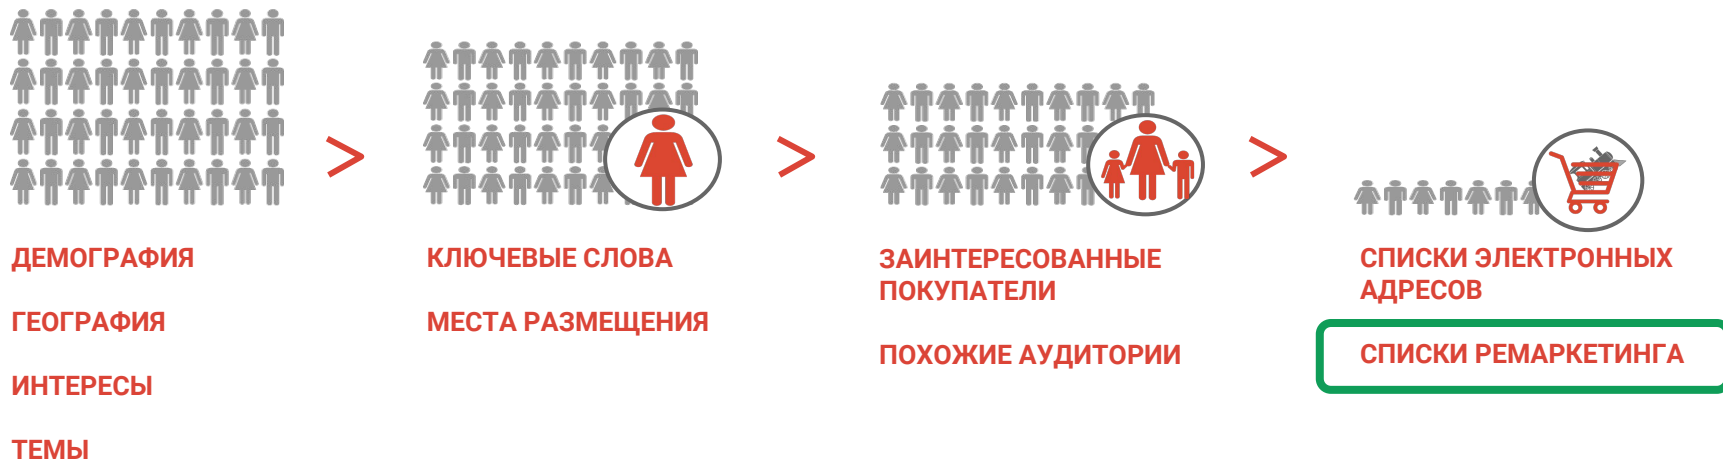 ДЕМОГРАФИЯ
ГЕОГРАФИЯ
ИНТЕРЕСЫ
ТЕМЫ
>
КЛЮЧЕВЫЕ СЛОВА
МЕСТА РАЗМЕЩЕНИЯ
>
ЗАИНТЕРЕСОВАННЫЕ
ПОКУПАТЕЛИ
ПОХОЖИЕ АУДИТОРИИ
>
СПИСКИ ЭЛЕКТРОННЫХ
АДРЕСОВ
СПИСКИ РЕМАРКЕТИНГА